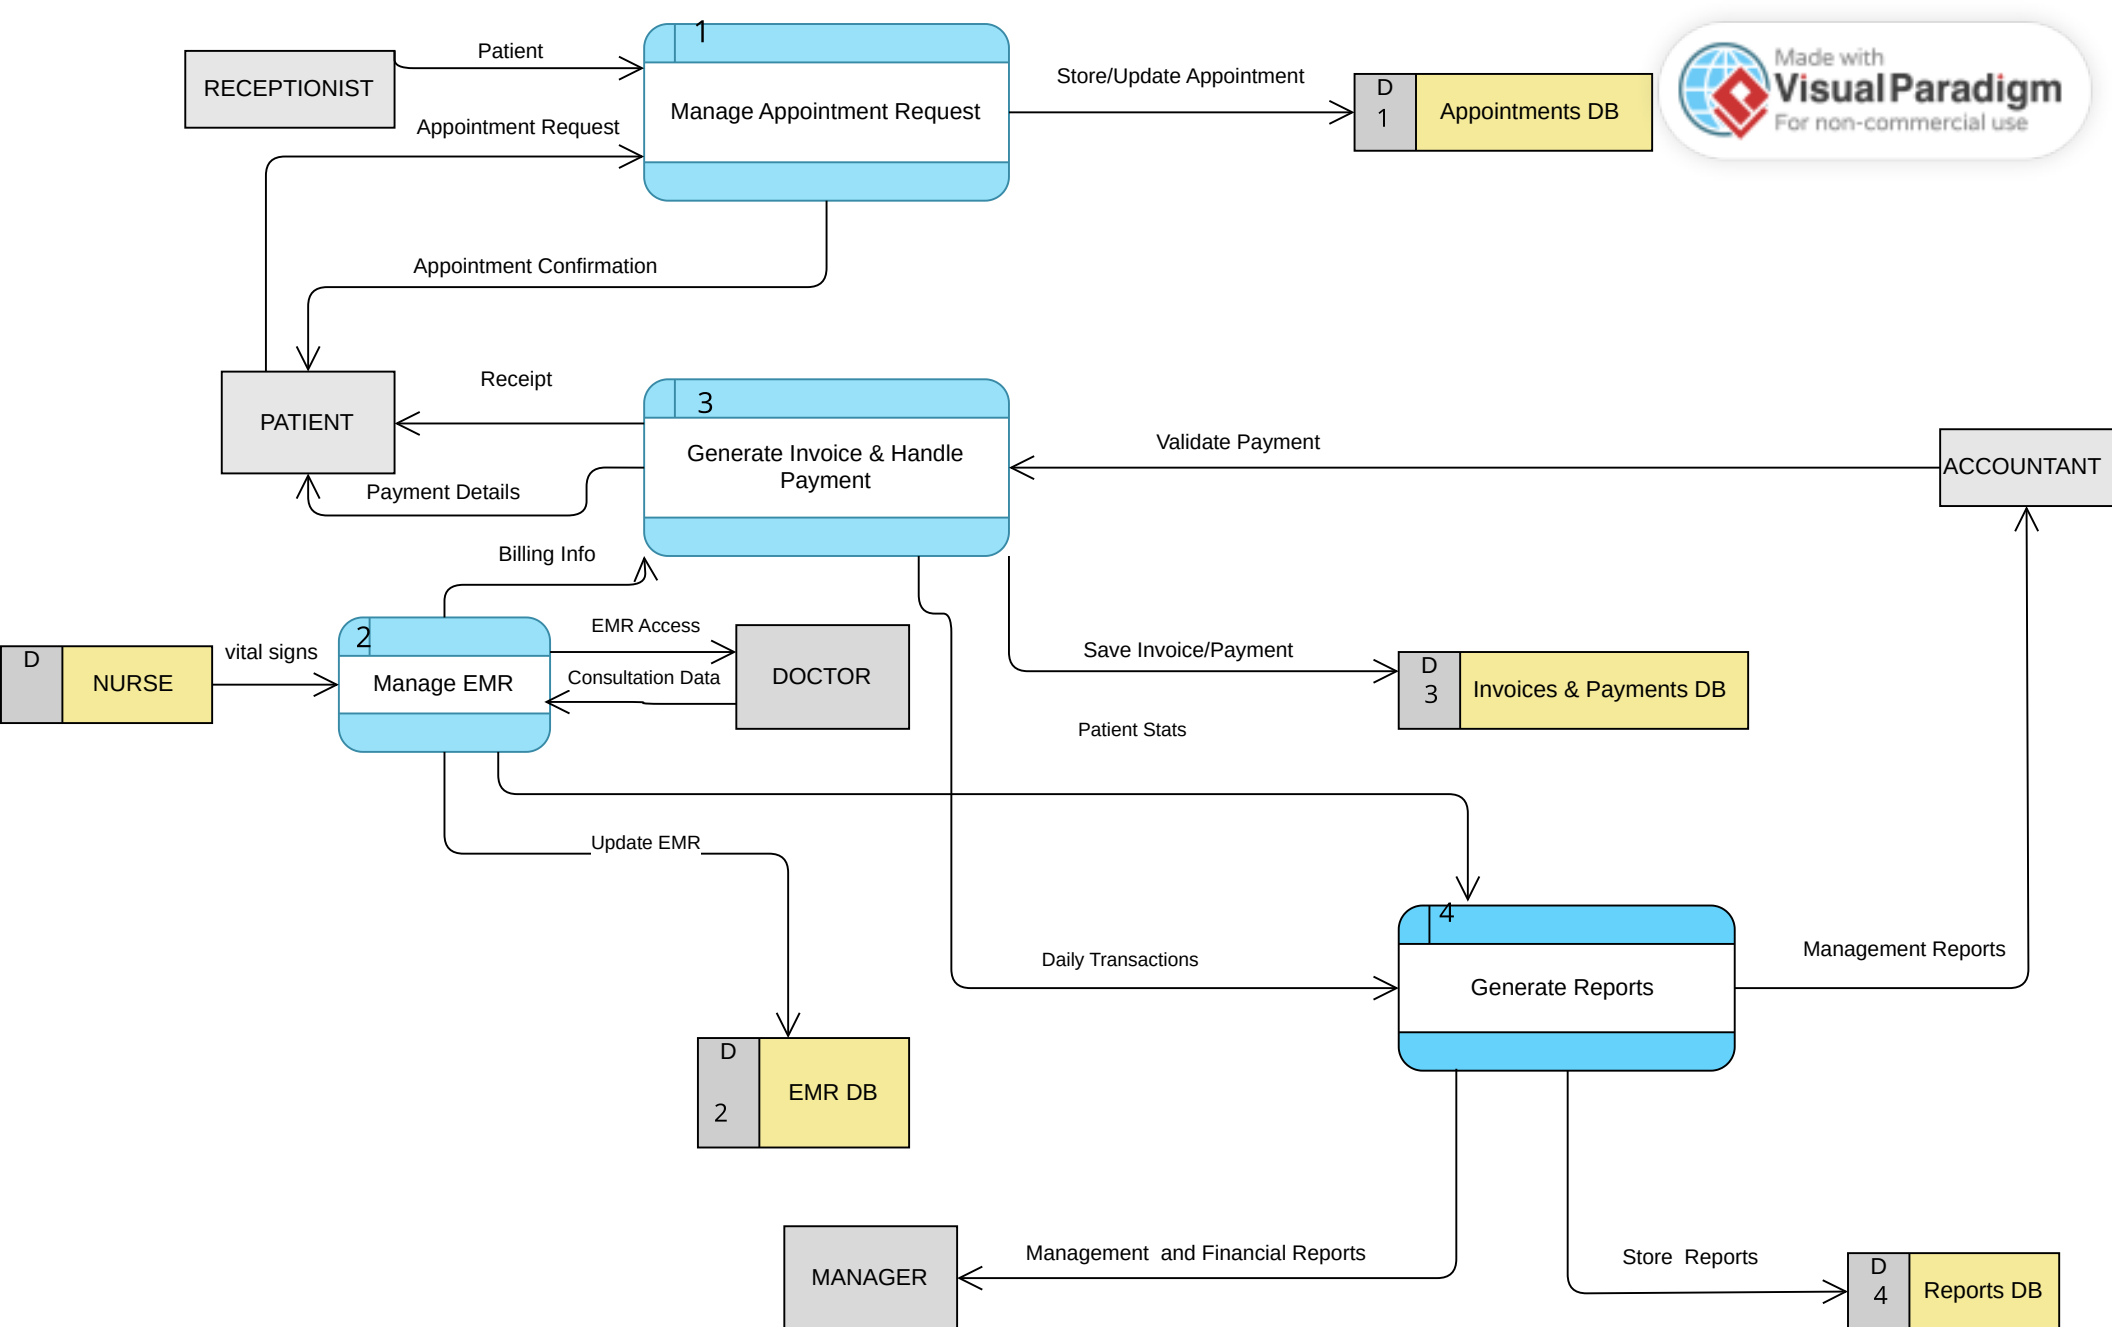 1
Patient
RECEPTIONIST
Manage Appointment Request
Appointment Request
Store/Update Appointment
D
1
Appointments DB
Made with
Visual Paradigm
For non-commercial use
Appointment Confirmation
Receipt
PATIENT
Payment Details
3
Generate Invoice & Handle
Payment
Validate Payment
ACCOUNTANT
Billing Info
D
NURSE
vital signs
2
Manage EMR
EMR Access
Consultation Data
DOCTOR
Save Invoice/Payment
D
3
Invoices & Payments DB
Patient Stats
Update EMR
Daily Transactions
4
Generate Reports
Management Reports
D
2
EMR DB
MANAGER
Management  and Financial Reports
Store  Reports
D
4
Reports DB